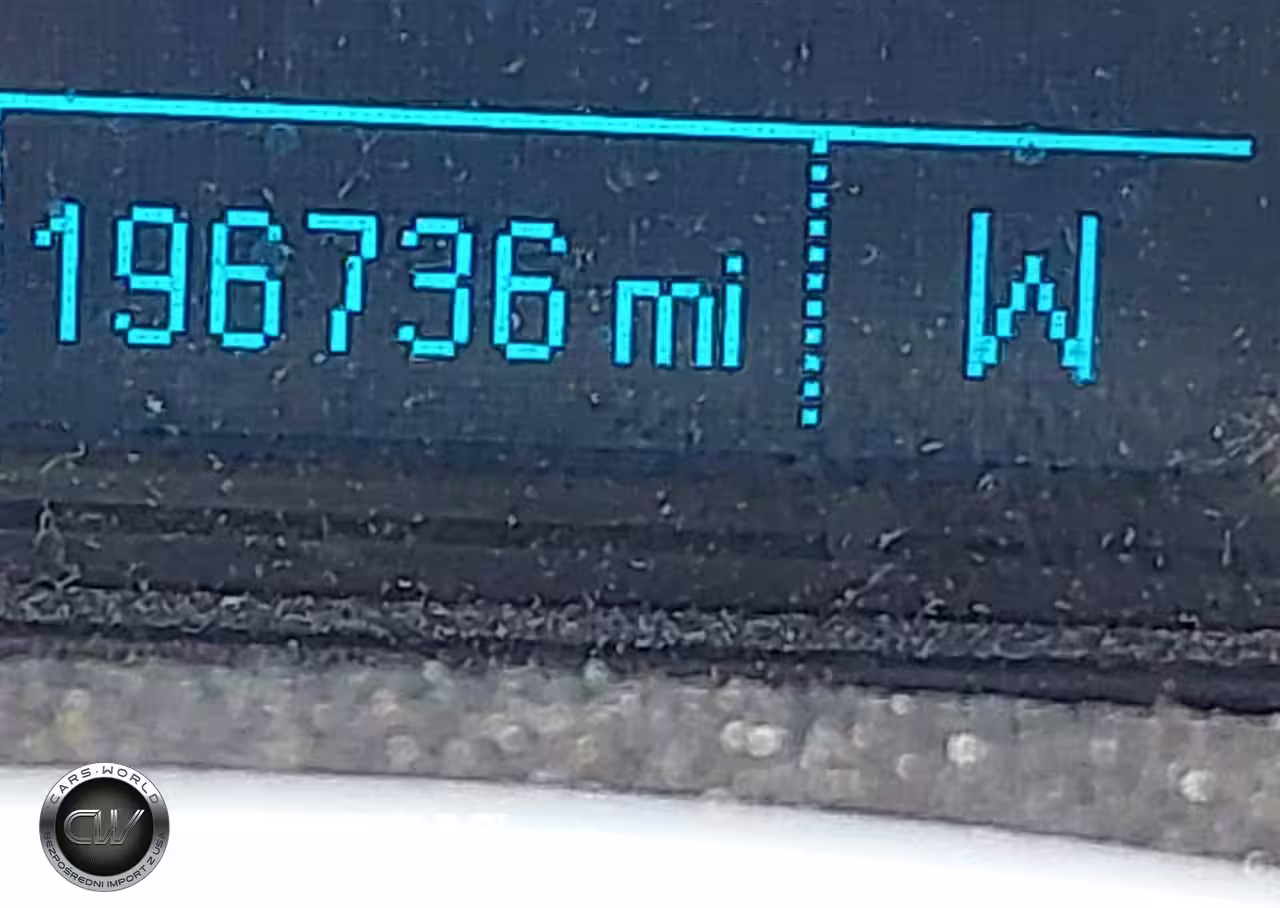 196736 mi W
CARS·WORLD
CW
BEZPOŚREDNI IMPORT Z USA